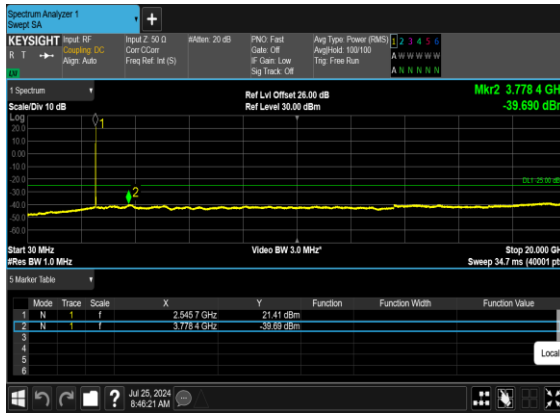 Spectrum Analyzer 1
Swept SA
+
KEYSIGHT Input: RF Input Z: 50 Ω #Atten: 20 dB PNO: Fast Avg Type: Power (RMS) 1 2 3 4 5 6
R T Coupling: DC Corr CCorr Gate: Off Avg|Hold: 100/100
Align: Auto Freq Ref: Int (S) IF Gain: Low Trig: Free Run A W W W W W
Sig Track: Off
A N N N N N
1 Spectrum
Ref Lvl Offset 26.00 dB Mkr2 3.778 4 GH
Scale/Div 10 dB Ref Level 30.00 dBm -39.690 dBm
Log
1
20.0
10.0
0.00
-10.0
-20.0
DL1 -25.00 dB
-30.0
2
-40.0
-50.0
-60.0
Start 30 MHz Video BW 3.0 MHz* Stop 20.000 GH
#Res BW 1.0 MHz Sweep 34.7 ms (40001 pt
5 Marker Table
Mode Trace Scale X Y Function Function Width Function Value
1 N 1 f 2.545 7 GHz 21.41 dBm
2 N 1 f 3.778 4 GHz -39.69 dBm
3
4
5
6
Local
? Jul 25, 2024
8:46:21 AM